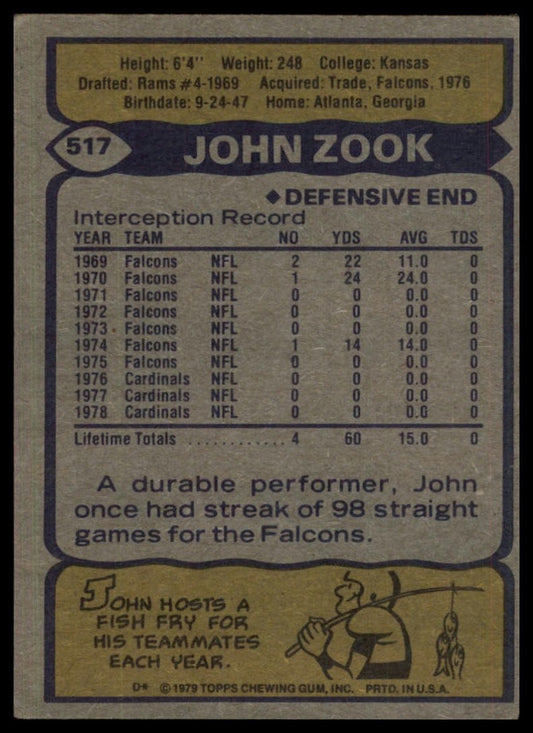 Height: 6'4" Weight: 248 College: Kansas
Drafted: Rams #4-1969 Acquired: Trade, Falcons, 1976
Birthdate: 9-24-47 Home: Atlanta, Georgia
517 JOHN ZOOK
◆DEFENSIVE END
Interception Record
YEAR TEAM NO YDS AVG TDS
1969 Falcons NFL 2 22 11.0 0
1970 Falcons NFL 1 24 24.0 0
1971 Falcons NFL 0 0 0.0 0
1972 Falcons NFL 0 0 0.0 0
1973 Falcons NFL 0 0 0.0 0
1974 Falcons NFL 1 14 14.0 0
1975 Falcons NFL 0 0 0.0 0
1976 Cardinals NFL 0 0 0.0 0
1977 Cardinals NFL 0 0 0.0 0
1978 Cardinals NFL 0 0 0.0 0
Lifetime Totals ............ 4 60 15.0 0
A durable performer, John
once had streak of 98 straight
games for the Falcons.
JOHN HOSTS A
FISH FRY FOR
HIS TEAMMATES
EACH YEAR.
D* © 1979 TOPPS CHEWING GUM, INC. PRTD. IN U.S.A.